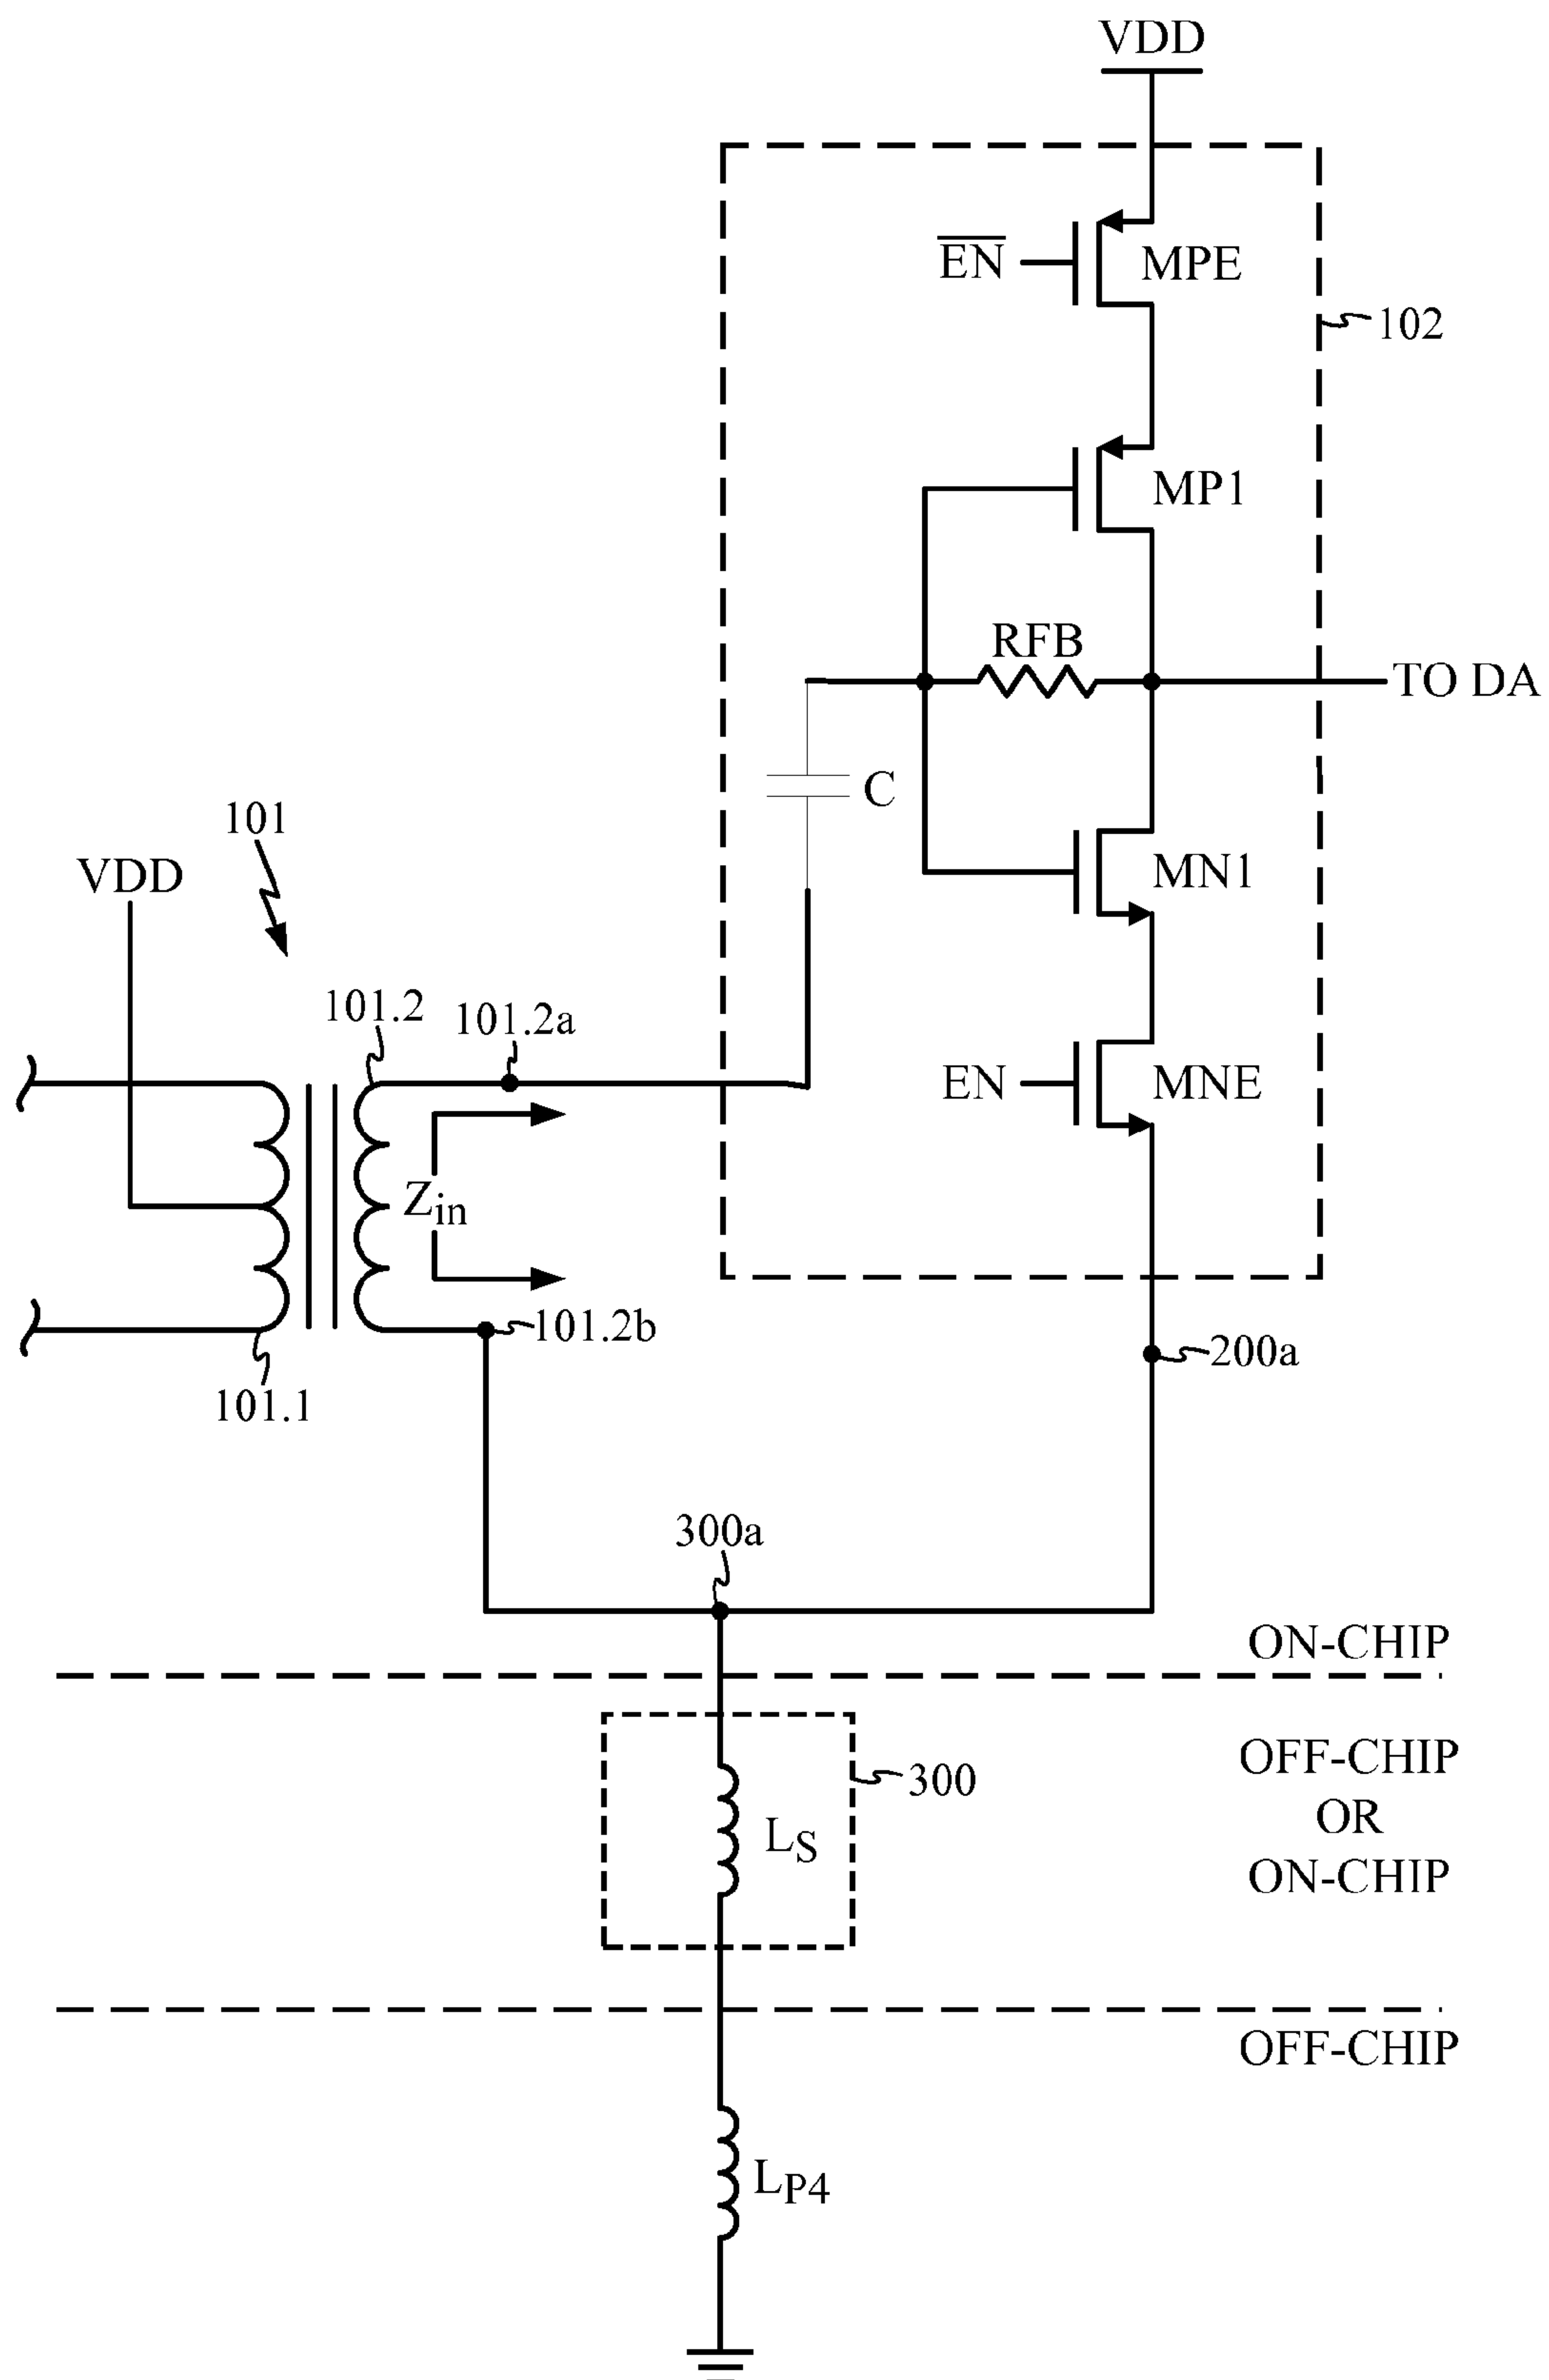 VDD
EN
MPE
102
MP1
RFB
TO DA
C
101
VDD
MN1
101.2
101.2a
EN
MNE
Zin
101.2b
200a
101.1
300a
ON-CHIP
OFF-CHIP
OR
ON-CHIP
300
LS
OFF-CHIP
LP4